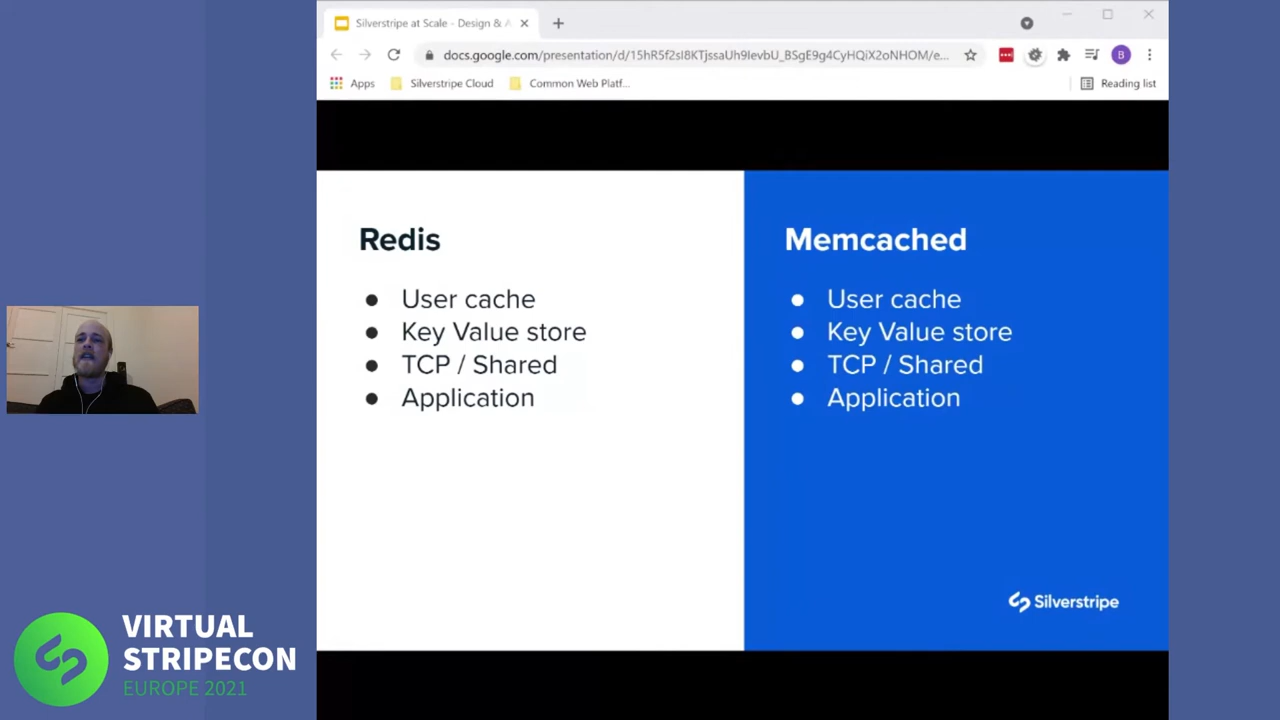 Silverstripe at Scale - Design & A
docs.google.com/presentation/d/15hR5f2sI8KTjssaUh9IevbU_BSgE9g4CyHQiX2oNHOM/e...
Apps
Silverstripe Cloud
Common Web Platf...
Reading list
B
Redis
User cache
Key Value store
TCP / Shared
Application
Memcached
User cache
Key Value store
TCP / Shared
Application
Silverstripe
VIRTUAL
STRIPECON
EUROPE 2021